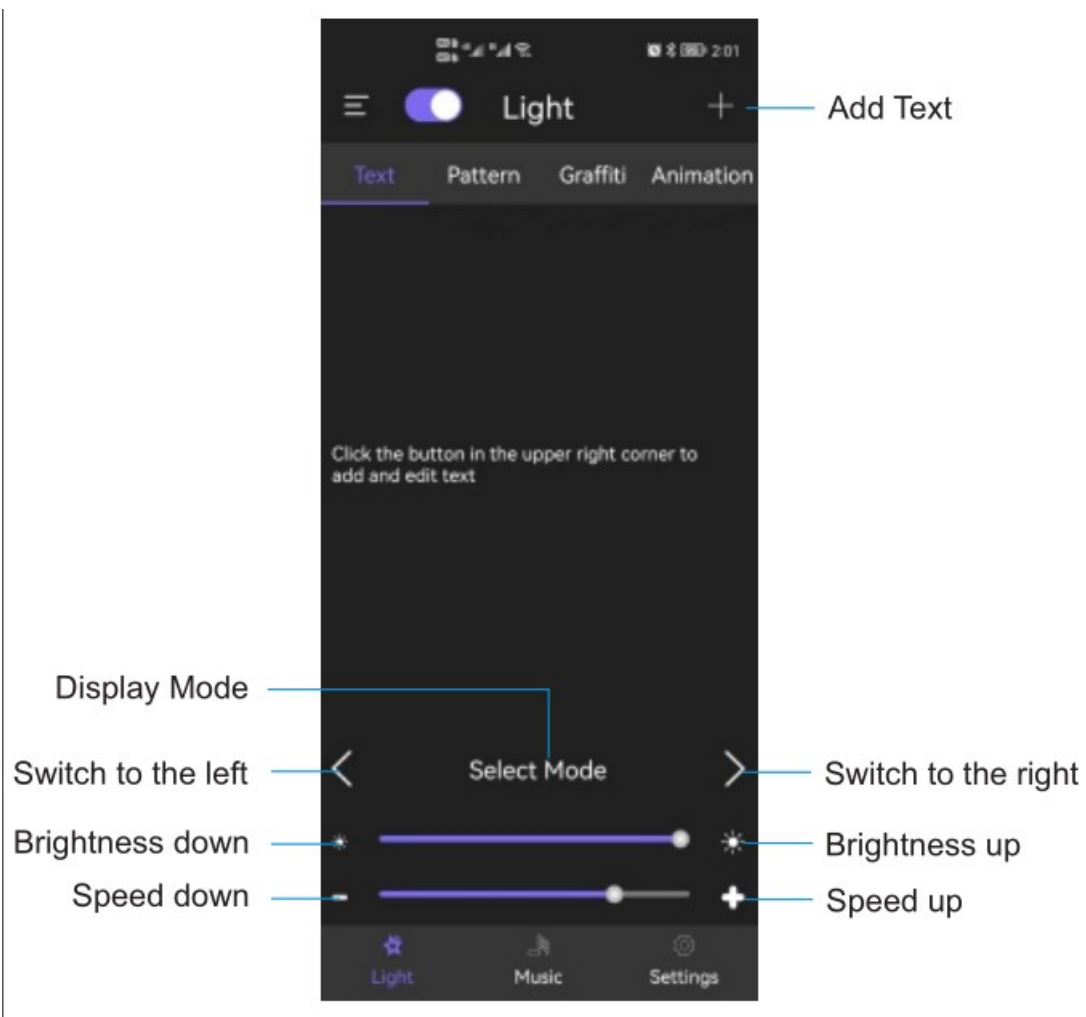 2:01
Light
Add Text
Text Pattern Graffiti Animation
Click the button in the upper right corner to
add and edit text
Display Mode
Switch to the left
Select Mode
Switch to the right
Brightness down
Brightness up
Speed down
Speed up
Light Music Settings